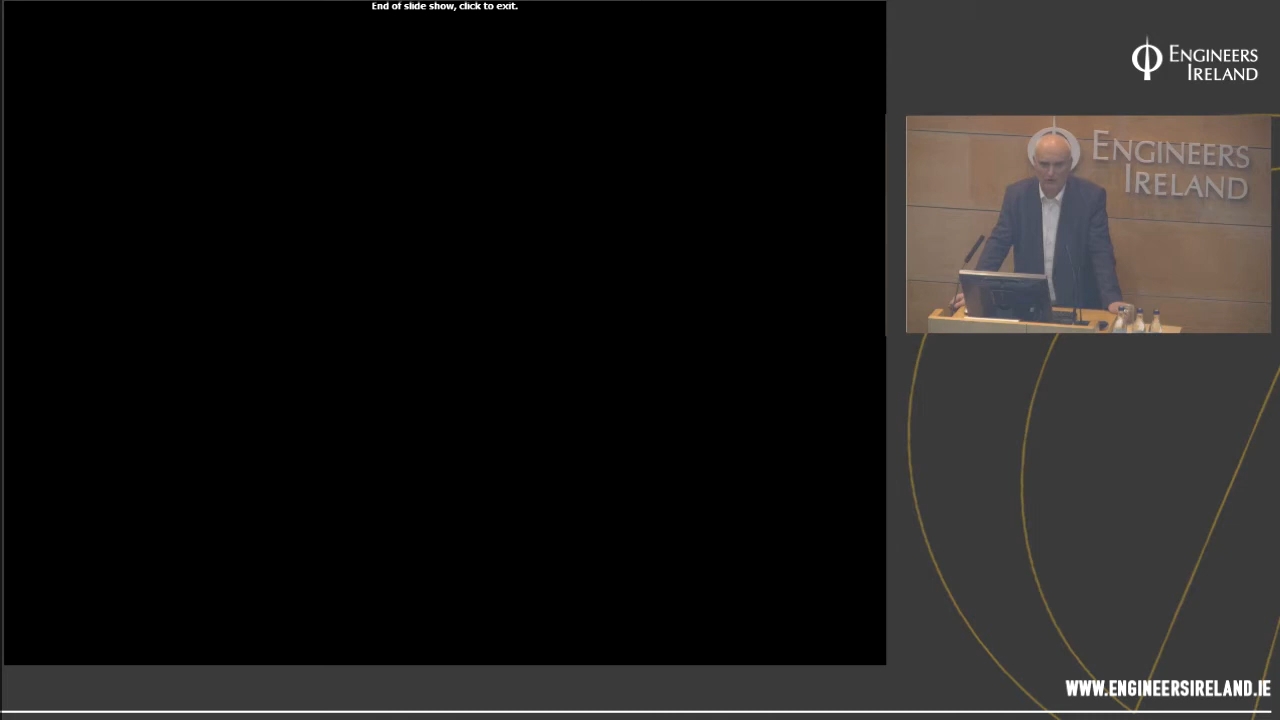 End of slide show, click to exit.
ENGINEERS
IRELAND
ENGINEERS
IRELAND
WWW.ENGINEERSIRELAND.IE